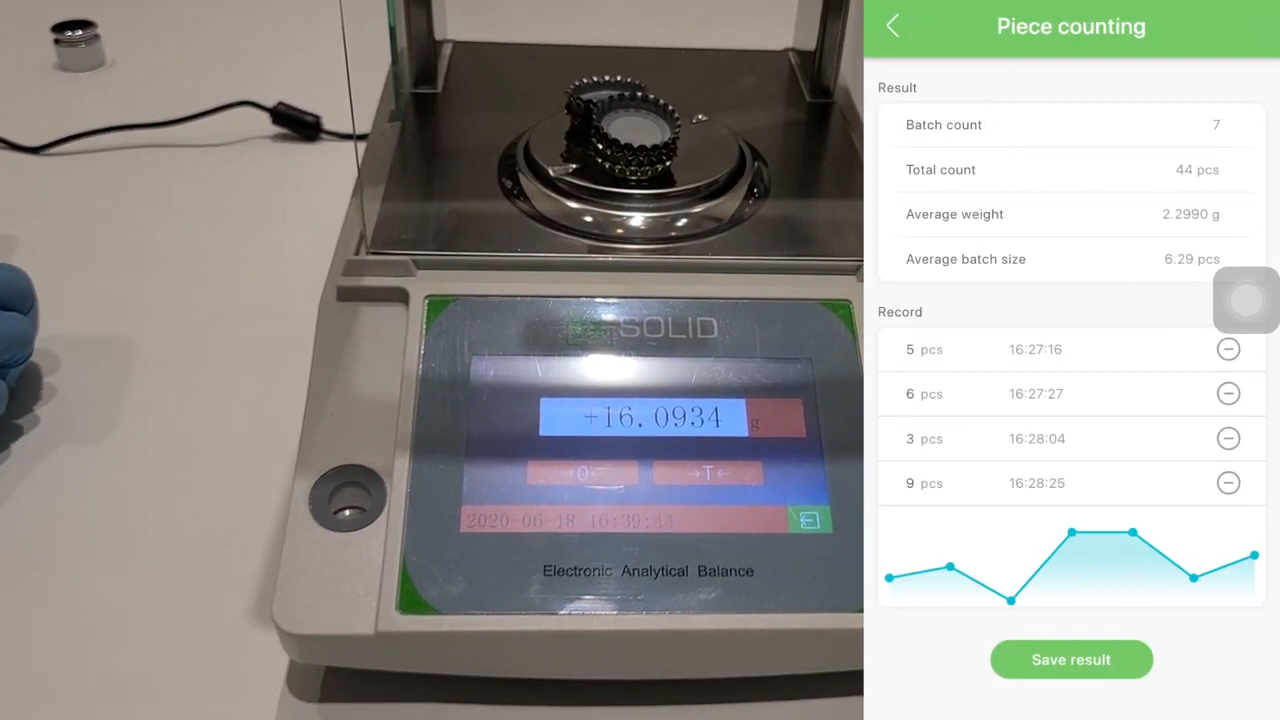 SOLID
+16.0934 g
→0← →T←
2020-06-18 16:39:44
Electronic Analytical Balance
Piece counting
Result
Batch count 7
Total count 44 pcs
Average weight 2.2990 g
Average batch size 6.29 pcs
Record
5 pcs 16:27:16
6 pcs 16:27:27
3 pcs 16:28:04
9 pcs 16:28:25
Save result